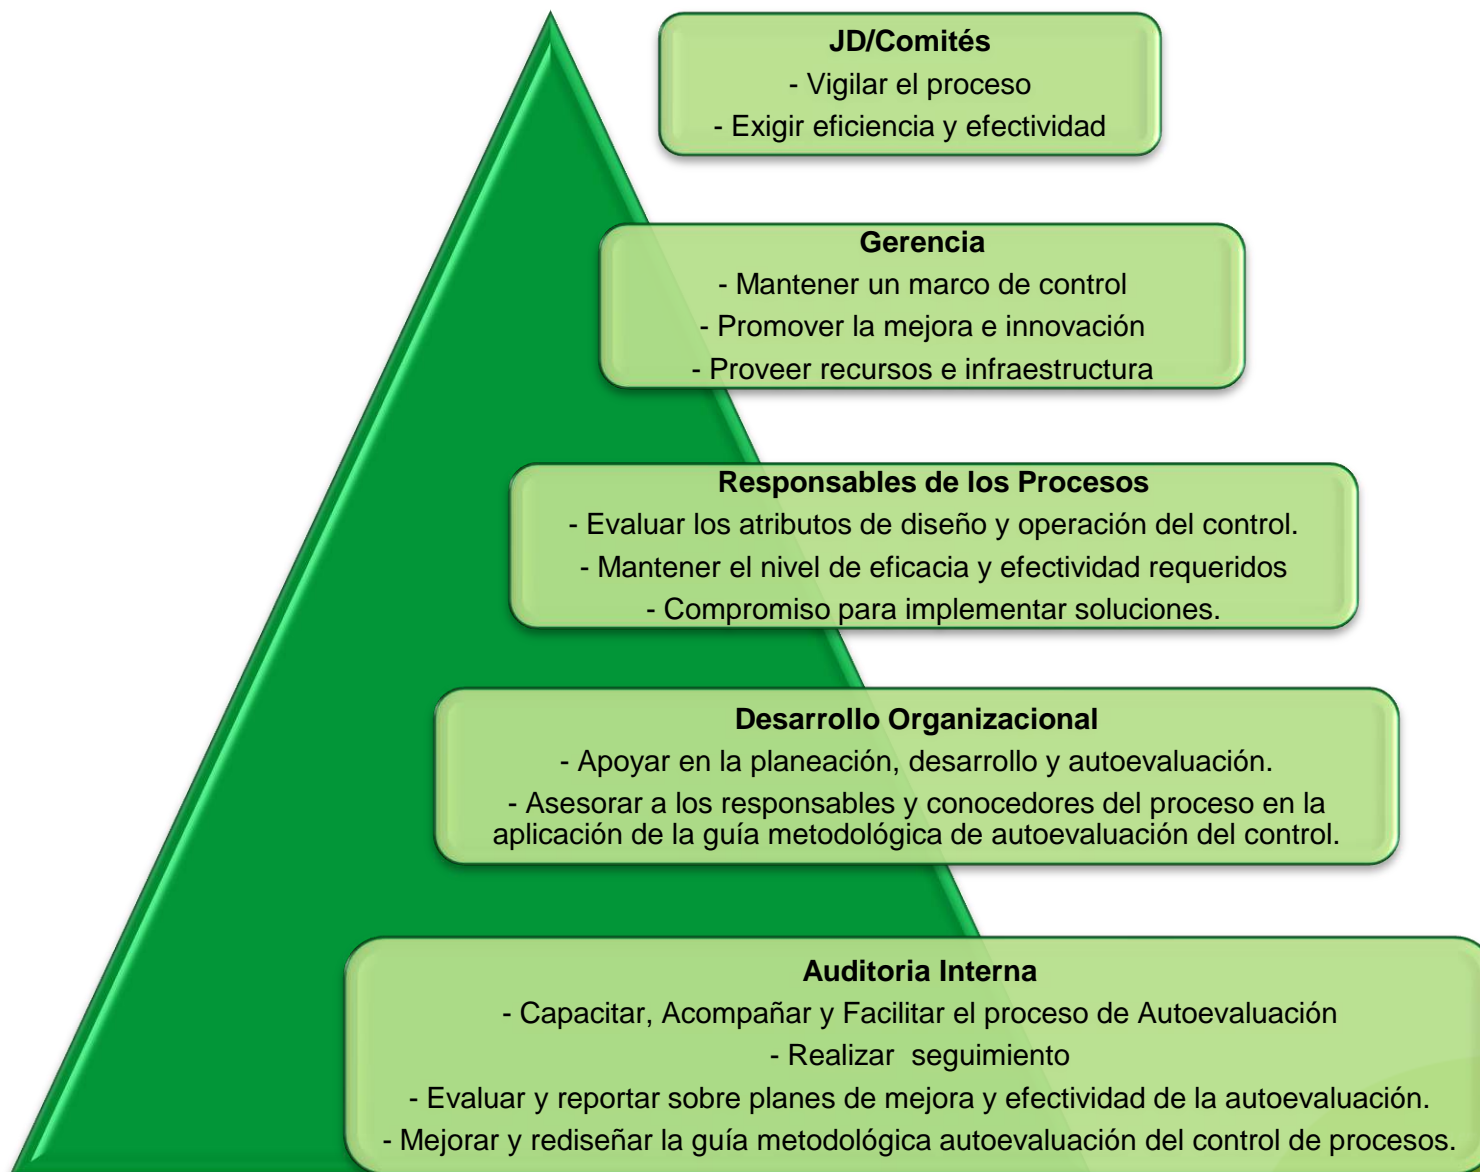 JD/Comités
- Vigilar el proceso
- Exigir eficiencia y efectividad
Gerencia
- Mantener un marco de control
- Promover la mejora e innovación
- Proveer recursos e infraestructura
Responsables de los Procesos
- Evaluar los atributos de diseño y operación del control.
- Mantener el nivel de eficacia y efectividad requeridos
- Compromiso para implementar soluciones.
Desarrollo Organizacional
- Apoyar en la planeación, desarrollo y autoevaluación.
- Asesorar a los responsables y conocedores del proceso en la
aplicación de la guía metodológica de autoevaluación del control.
Auditoria Interna
- Capacitar, Acompañar y Facilitar el proceso de Autoevaluación
- Realizar  seguimiento
- Evaluar y reportar sobre planes de mejora y efectividad de la autoevaluación.
- Mejorar y rediseñar la guía metodológica autoevaluación del control de procesos.